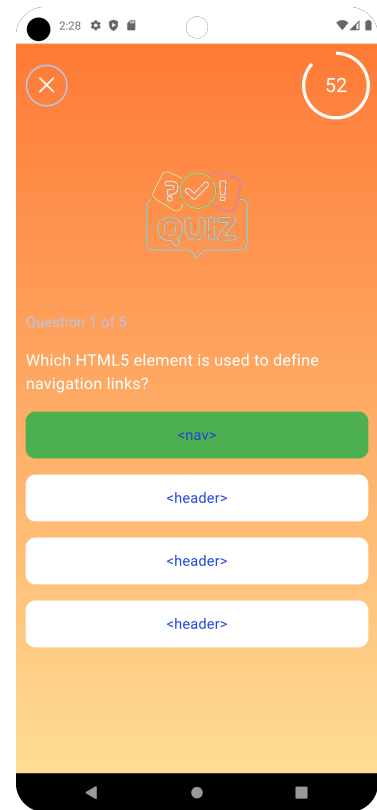 2:28
52
? !
QUIZ
Question 1 of 5
Which HTML5 element is used to define
navigation links?
<nav>
<header>
<header>
<header>